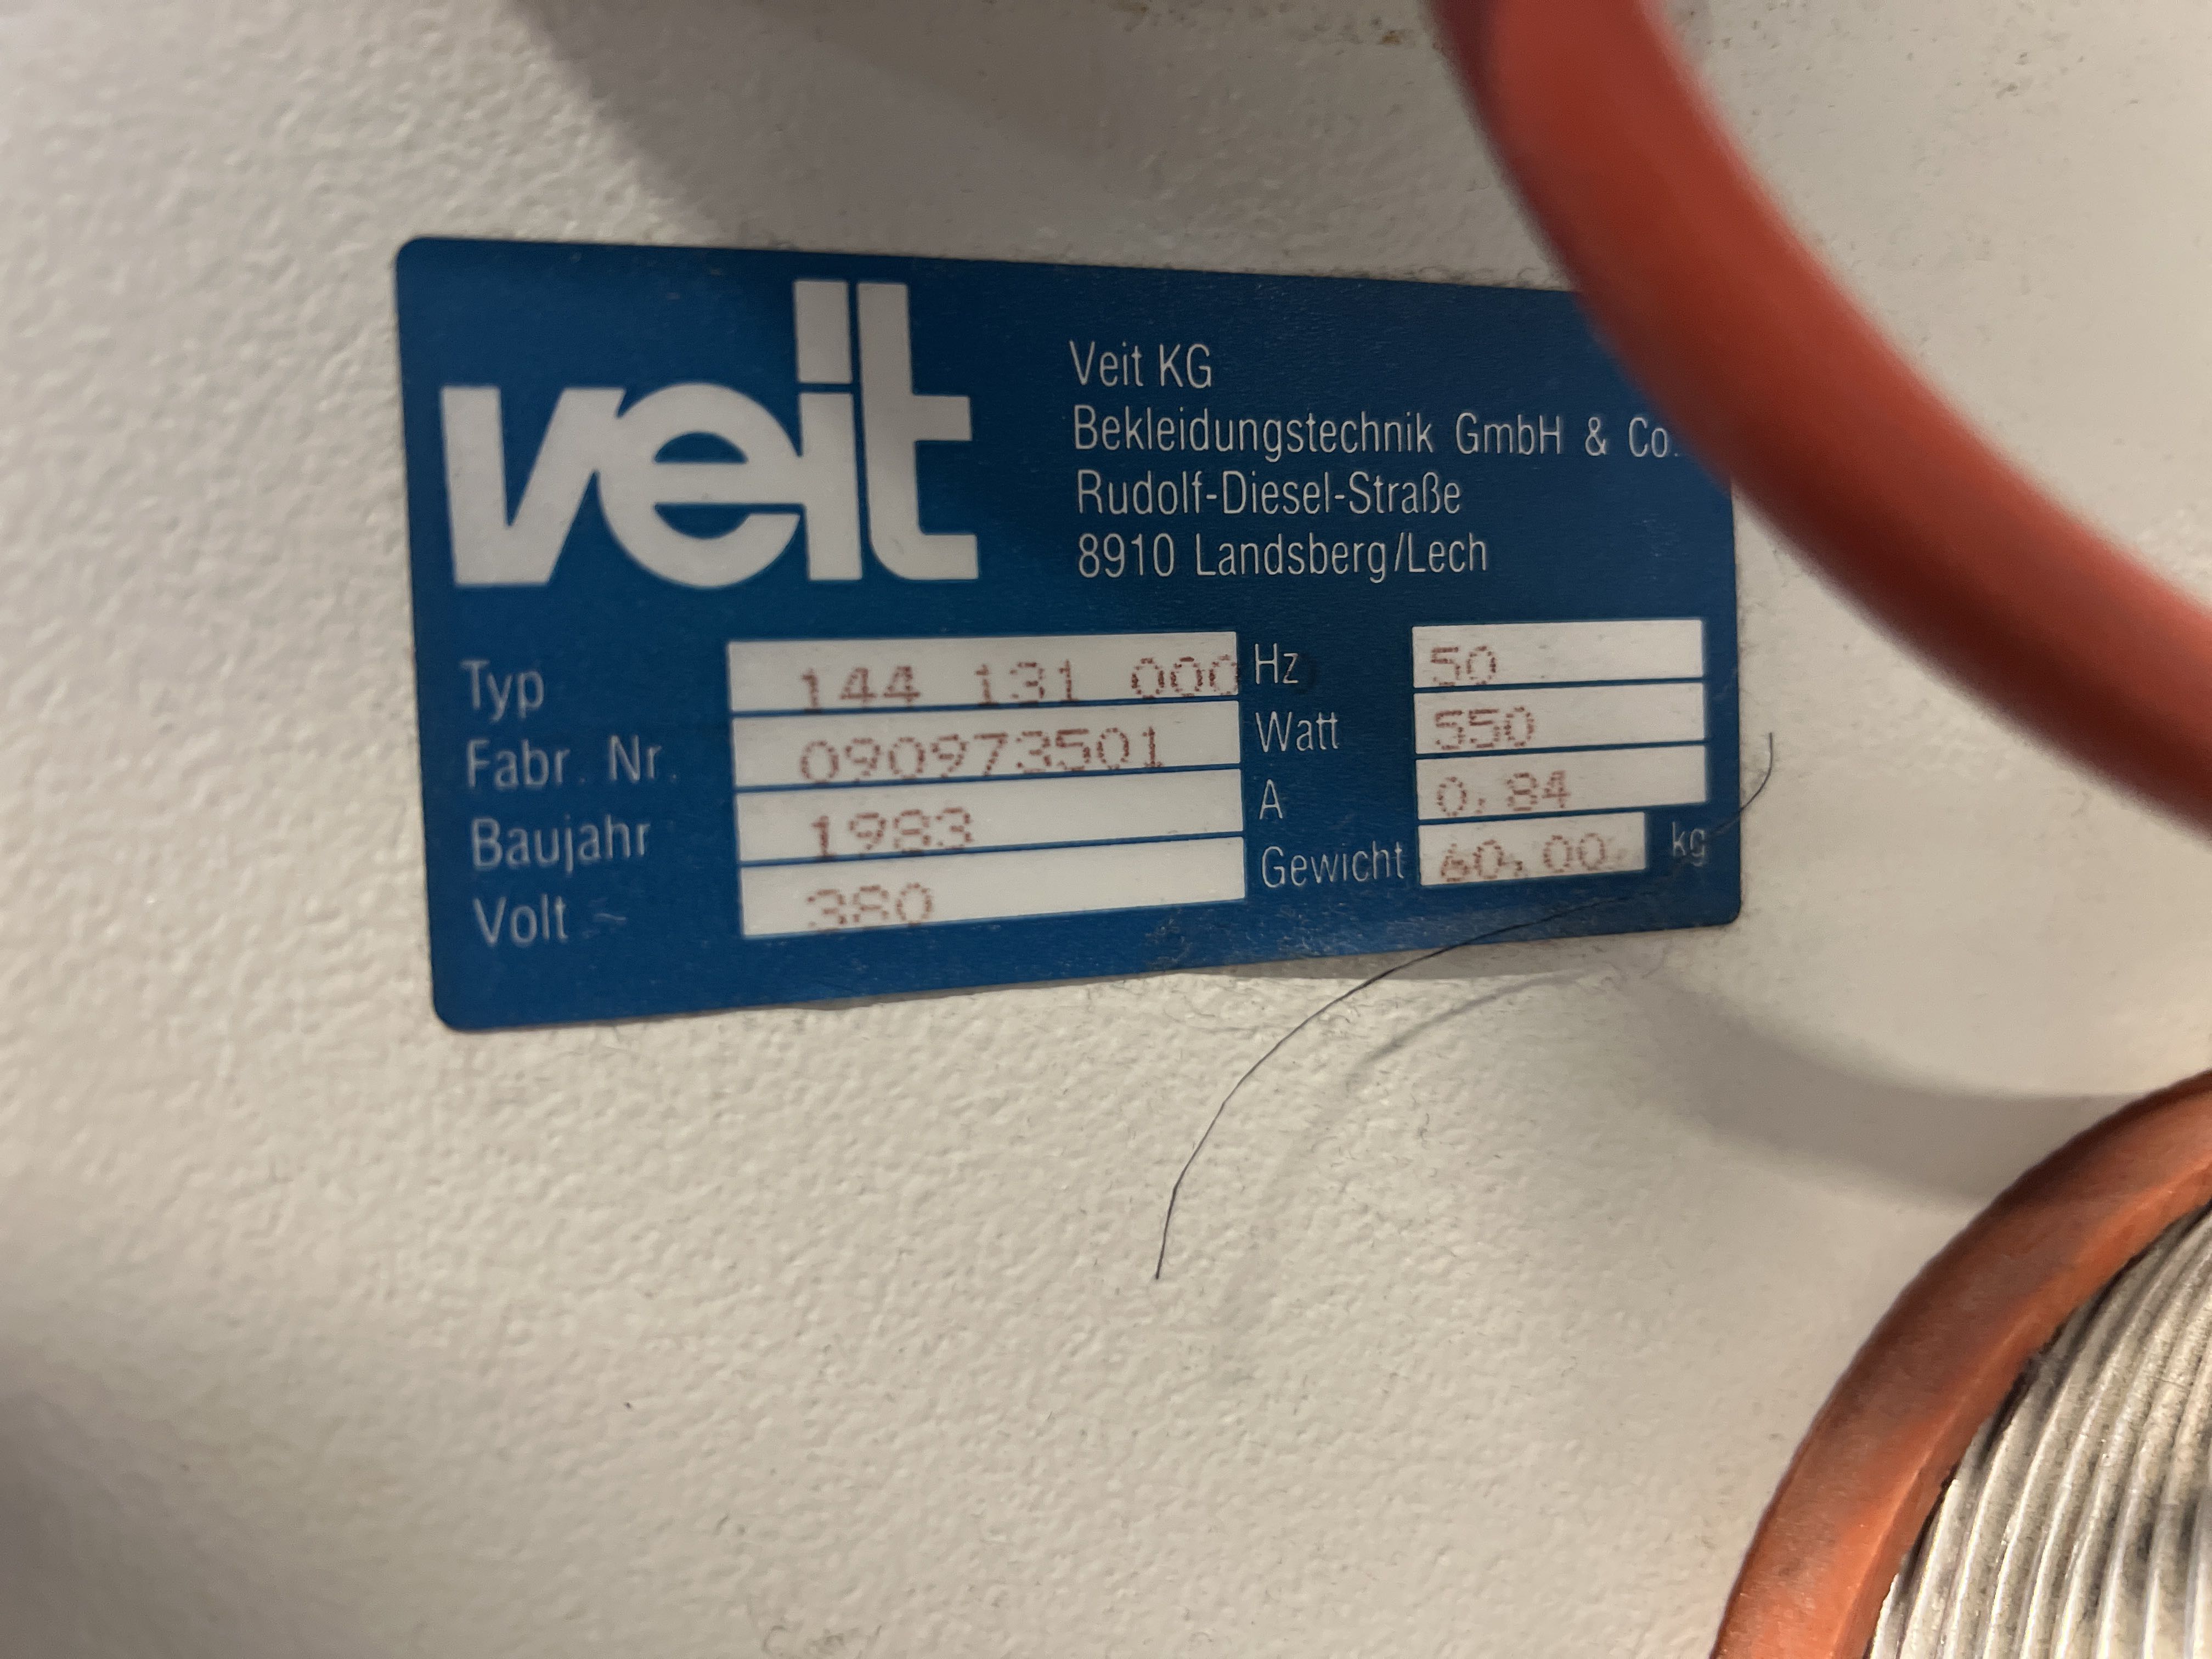 veit
Veit KG
Bekleidungstechnik GmbH & Co.
Rudolf-Diesel-Straße
8910 Landsberg/Lech
Typ 144 131 000 Hz 50
Fabr. Nr. 090973501 Watt 550
Baujahr 1983 A 0,84
Volt 380 Gewicht 60,00 kg